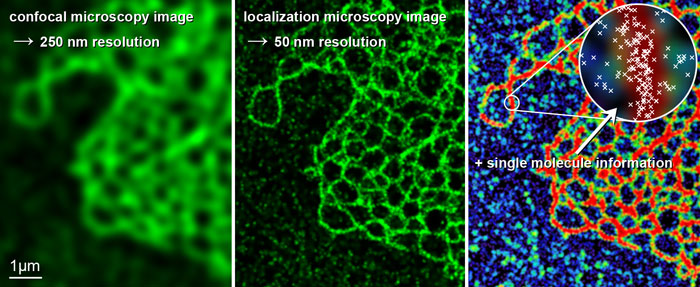 confocal microscopy image
→ 250 nm resolution
1µm
localization microscopy image
→ 50 nm resolution
+ single molecule information